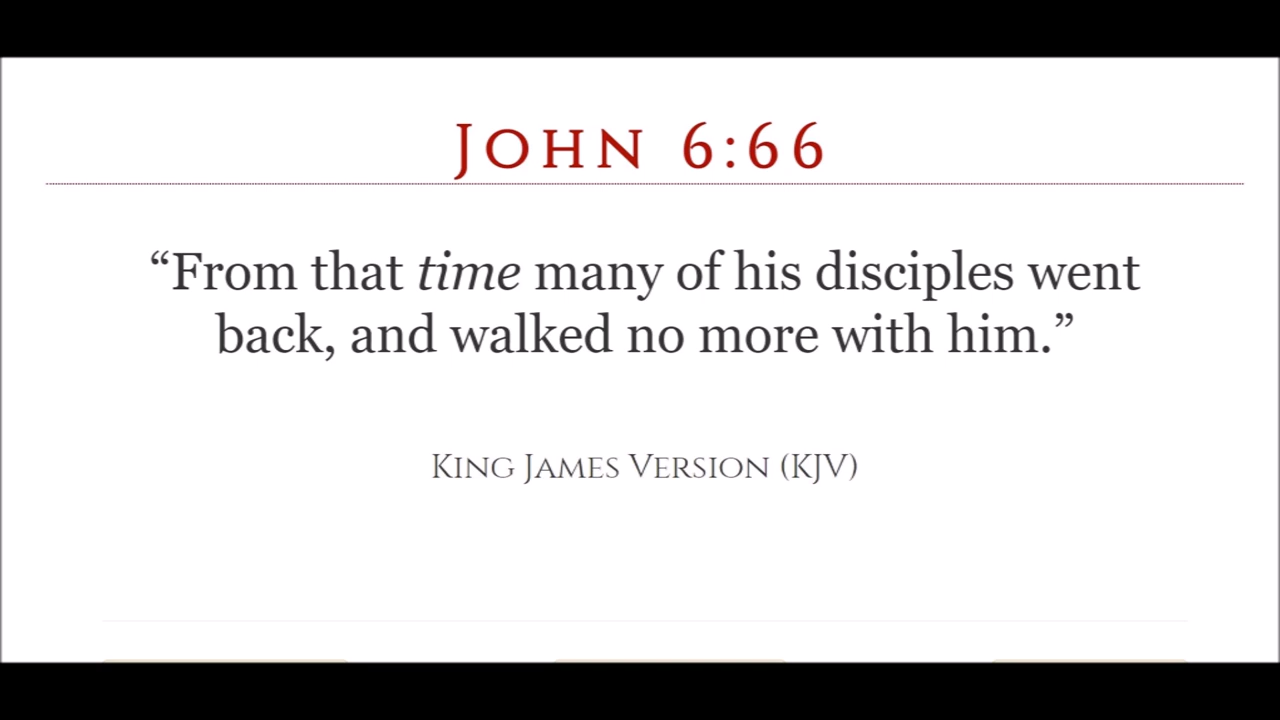 John 6:66
“From that time many of his disciples went
back, and walked no more with him.”
King James Version (KJV)